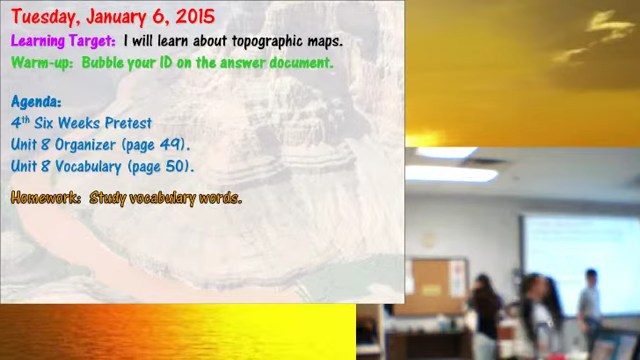 Tuesday, January 6, 2015
Learning Target: I will learn about topographic maps.
Warm-up: Bubble your ID on the answer document.
Agenda:
4th Six Weeks Pretest
Unit 8 Organizer (page 49).
Unit 8 Vocabulary (page 50).
Homework: Study vocabulary words.